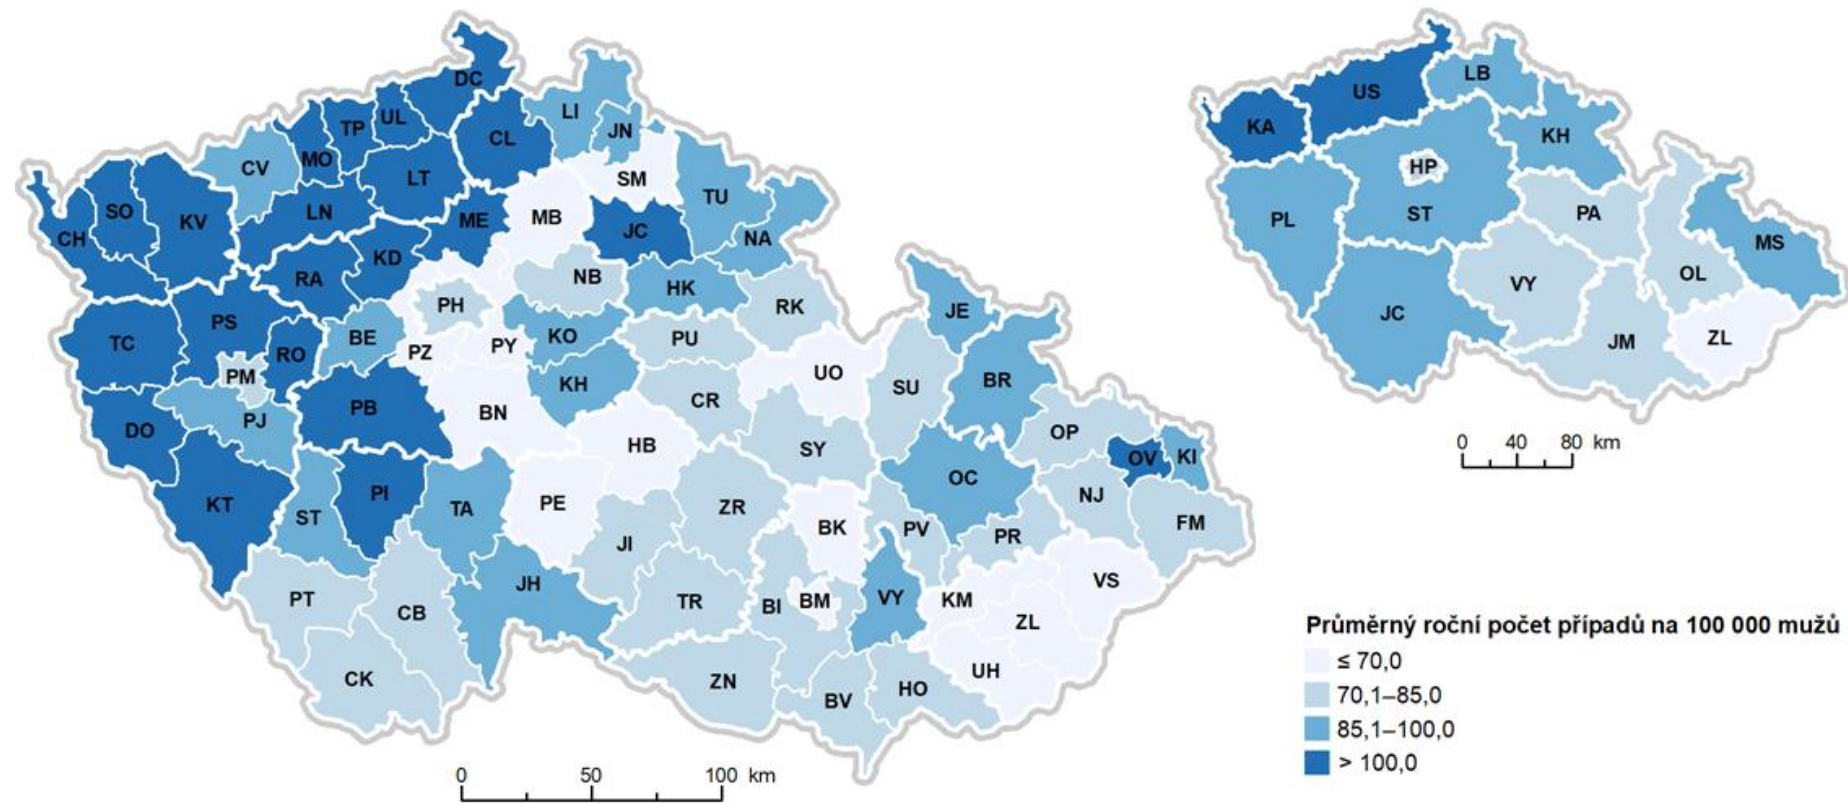 DC
LI
UL
TP
JN
CL
MO
CV
LT
SM
TU
SO
LN
KV
ME
MB
JC
CH
NA
KD
RA
NB
HK
PH
RK
JE
PS
BE
KO
PU
TC
RO
PZ
PY
PM
KH
UO
BR
SU
CR
PB
BN
PJ
DO
HB
SY
OP
OV
KI
OC
PI
NJ
KT
PE
TA
ZR
ST
BK
PV
PR
FM
JI
JH
VS
PT
CB
TR
BI
BM
VY
KM
ZL
CK
ZN
UH
HO
BV
0 50 100 km
LB
US
KA
KH
HP
PL
ST
PA
MS
OL
VY
JC
JM
ZL
0 40 80 km
Průměrný roční počet případů na 100 000 mužů
≤ 70,0
70,1–85,0
85,1–100,0
> 100,0